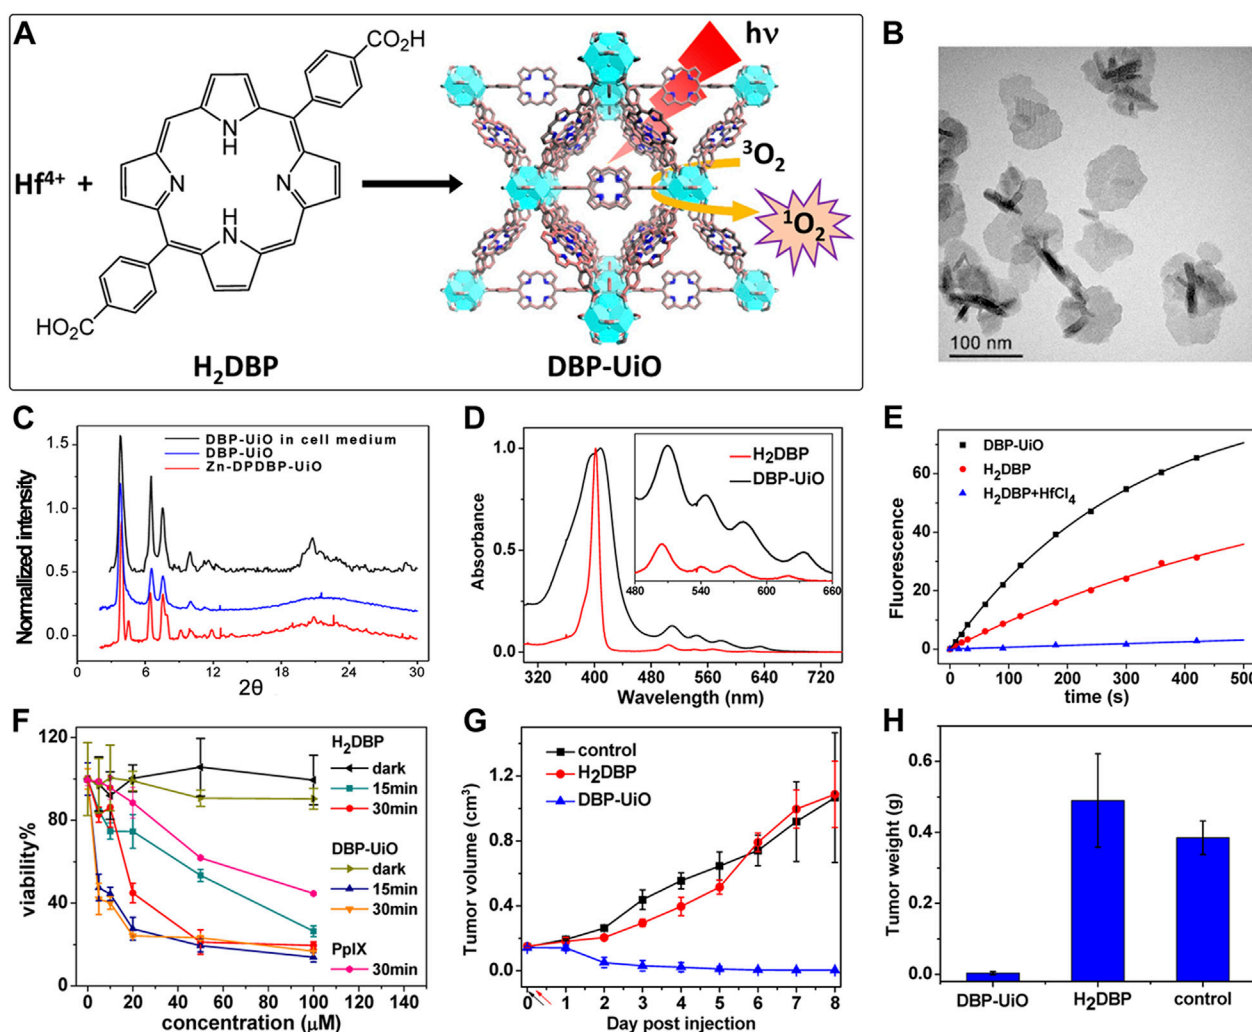 A
CO₂H
NH
N
N
H
N
HO₂C
Hf⁴⁺ +
H₂DBP
hν
³O₂
¹O₂
DBP-UiO
B
100 nm
C
DBP-UiO in cell medium
DBP-UiO
Zn-DPDBP-UiO
Normallized intensity
1.5
1.0
0.5
0.0
0 6 12 18 24 30
2θ
D
H₂DBP
DBP-UiO
Absorbance
1.0
0.5
0.0
480 540 600 660
320 400 480 560 640 720
Wavelength (nm)
E
DBP-UiO
H₂DBP
H₂DBP+HfCl₄
Fluorescence
60
40
20
0
0 100 200 300 400 500
time (s)
F
H₂DBP
dark
15min
30min
DBP-UiO
dark
15min
30min
PpIX
30min
viability%
120
80
40
0
0 20 40 60 80 100 120 140
concentration (μM)
G
control
H₂DBP
DBP-UiO
Tumor volume (cm³)
1.2
0.8
0.4
0.0
0 1 2 3 4 5 6 7 8
Day post injection
H
Tumor weight (g)
0.6
0.4
0.2
0.0
DBP-UiO H₂DBP control